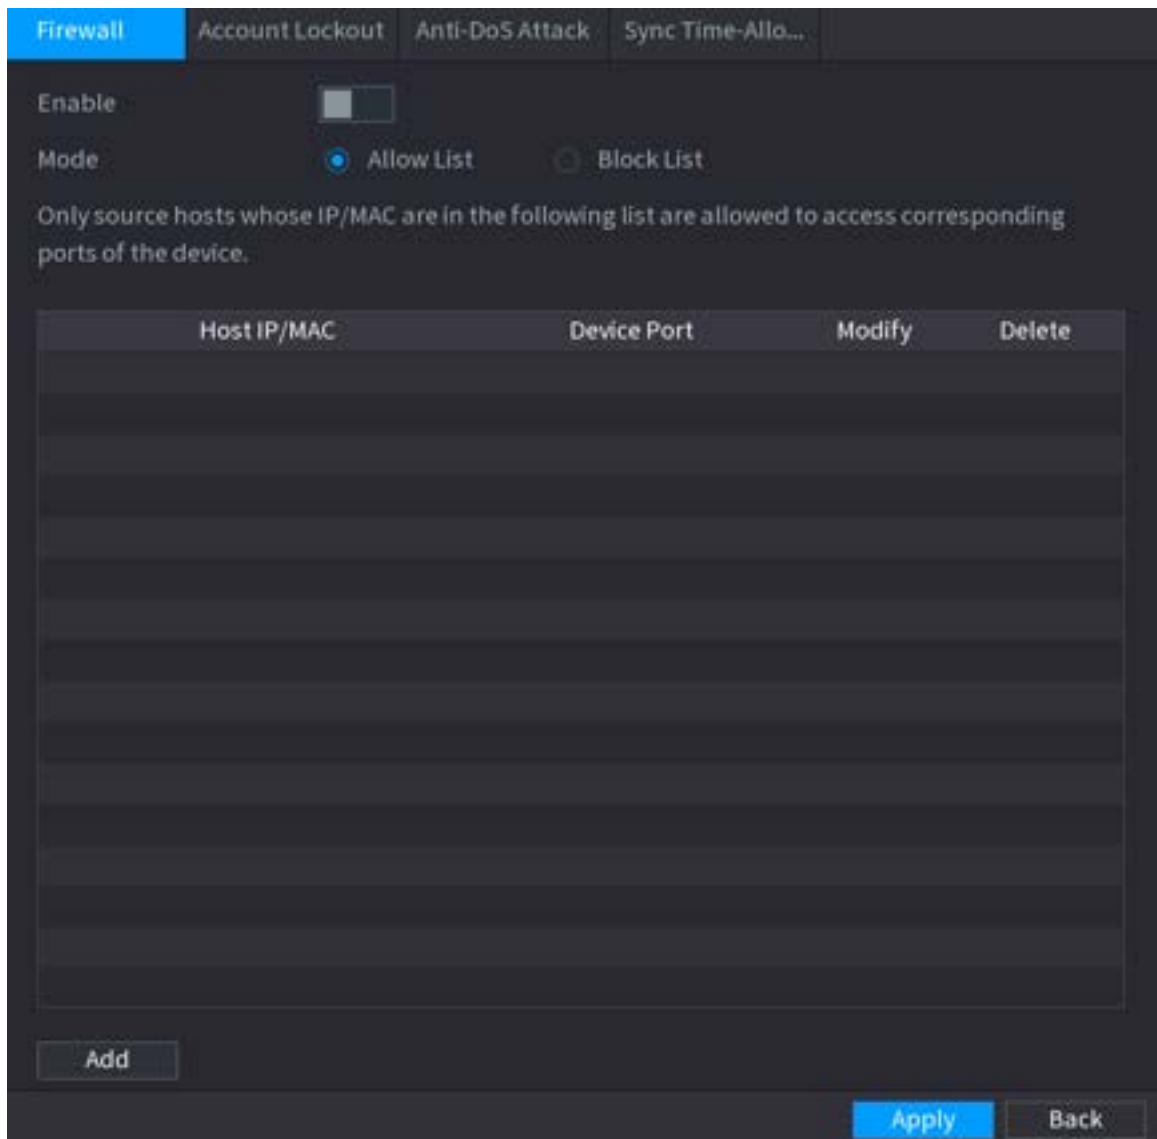 Firewall Account Lockout Anti-DoS Attack Sync Time-Allo...
Enable
Mode Allow List Block List
Only source hosts whose IP/MAC are in the following list are allowed to access corresponding
ports of the device.
Host IP/MAC Device Port Modify Delete
Add
Apply Back